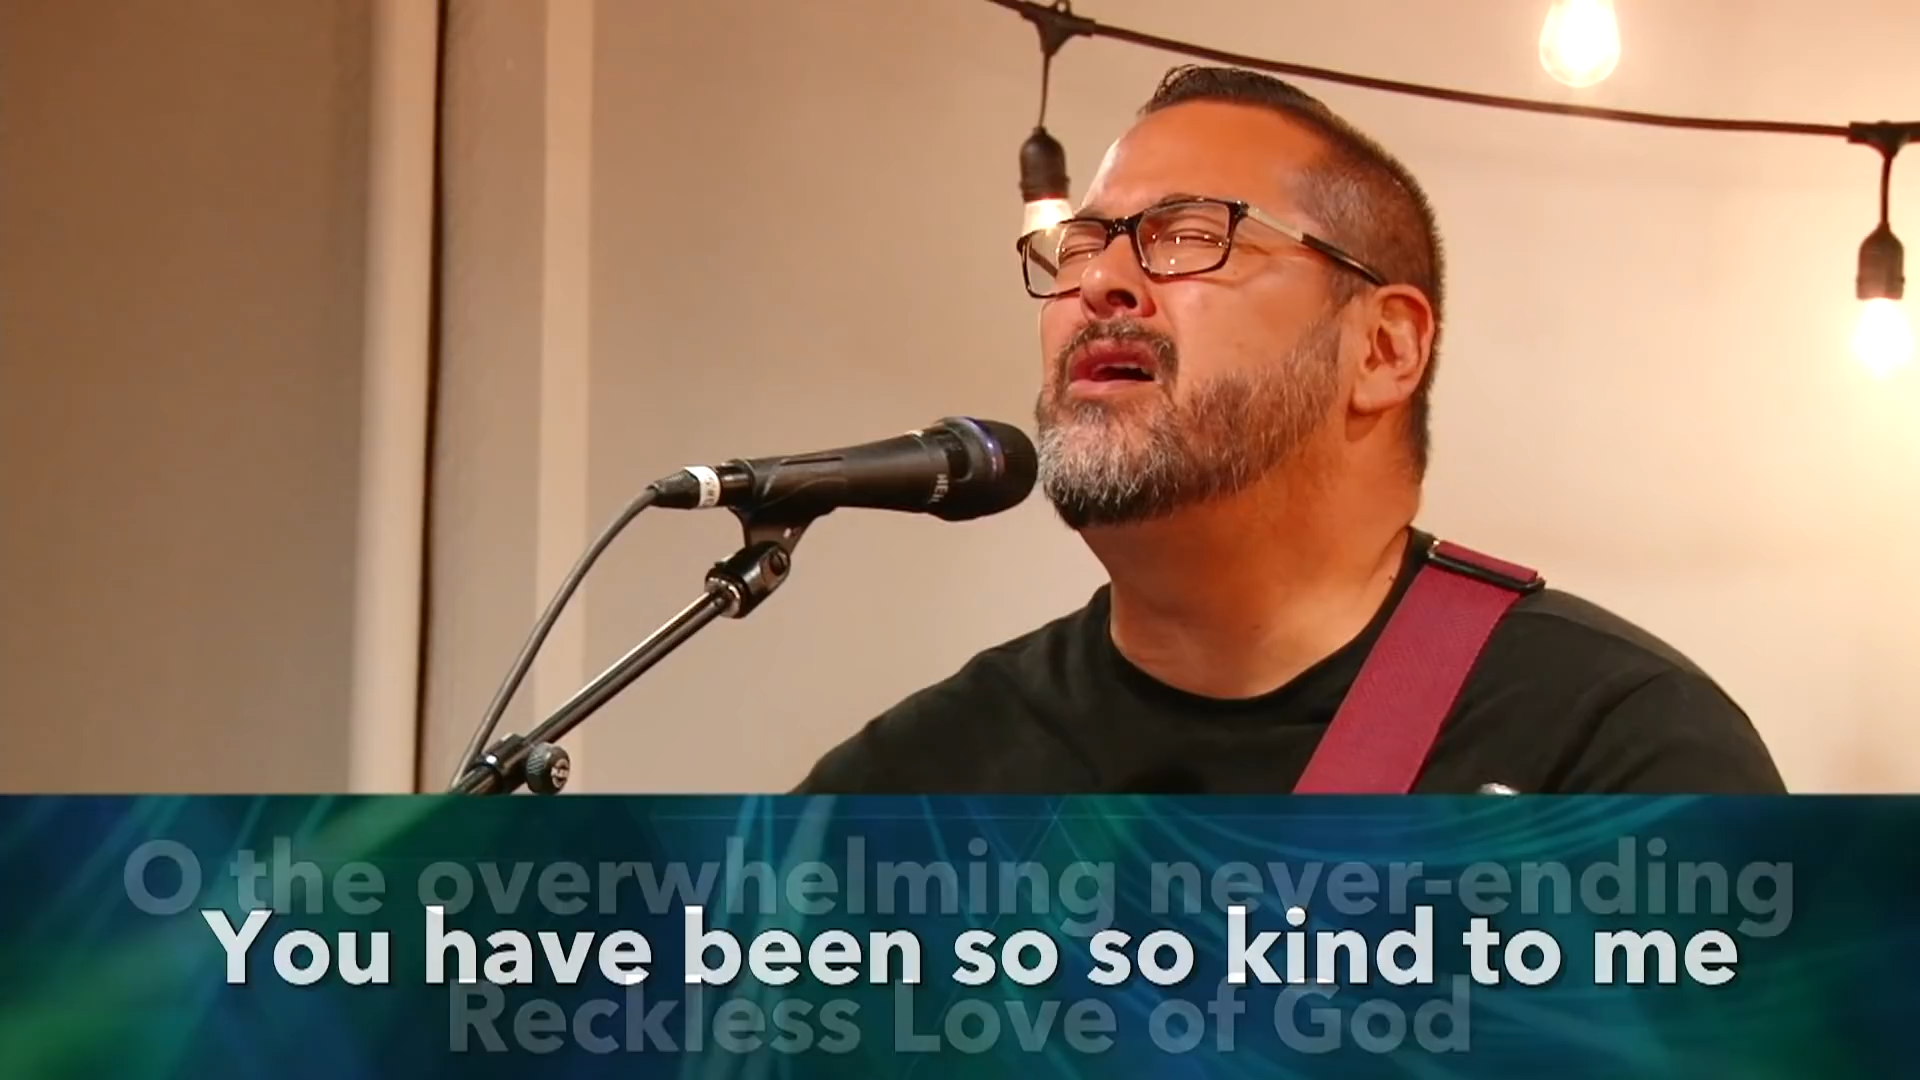 O the overwhelming never-ending
You have been so so kind to me
Reckless Love of God